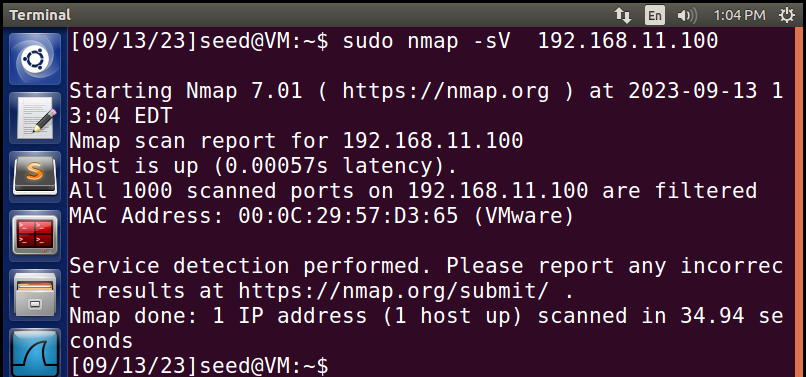 Terminal
En
1:04 PM
[09/13/23]seed@VM:~$ sudo nmap -sV  192.168.11.100
Starting Nmap 7.01 ( https://nmap.org ) at 2023-09-13 1
3:04 EDT
Nmap scan report for 192.168.11.100
Host is up (0.00057s latency).
All 1000 scanned ports on 192.168.11.100 are filtered
MAC Address: 00:0C:29:57:D3:65 (VMware)
Service detection performed. Please report any incorrec
t results at https://nmap.org/submit/ .
Nmap done: 1 IP address (1 host up) scanned in 34.94 se
conds
[09/13/23]seed@VM:~$